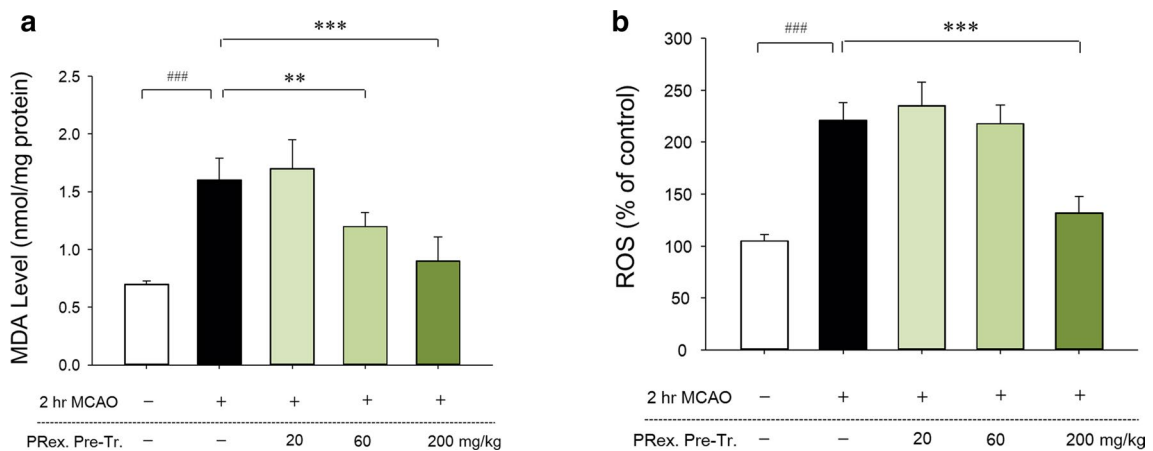 a
***
###
**
MDA Level (nmol/mg protein)
2.5
2.0
1.5
1.0
0.5
0.0
2 hr MCAO − + + + +
PRex. Pre-Tr. − − 20 60 200 mg/kg
b
###
***
ROS (% of control)
300
250
200
150
100
50
0
2 hr MCAO − + + + +
PRex. Pre-Tr. − − 20 60 200 mg/kg